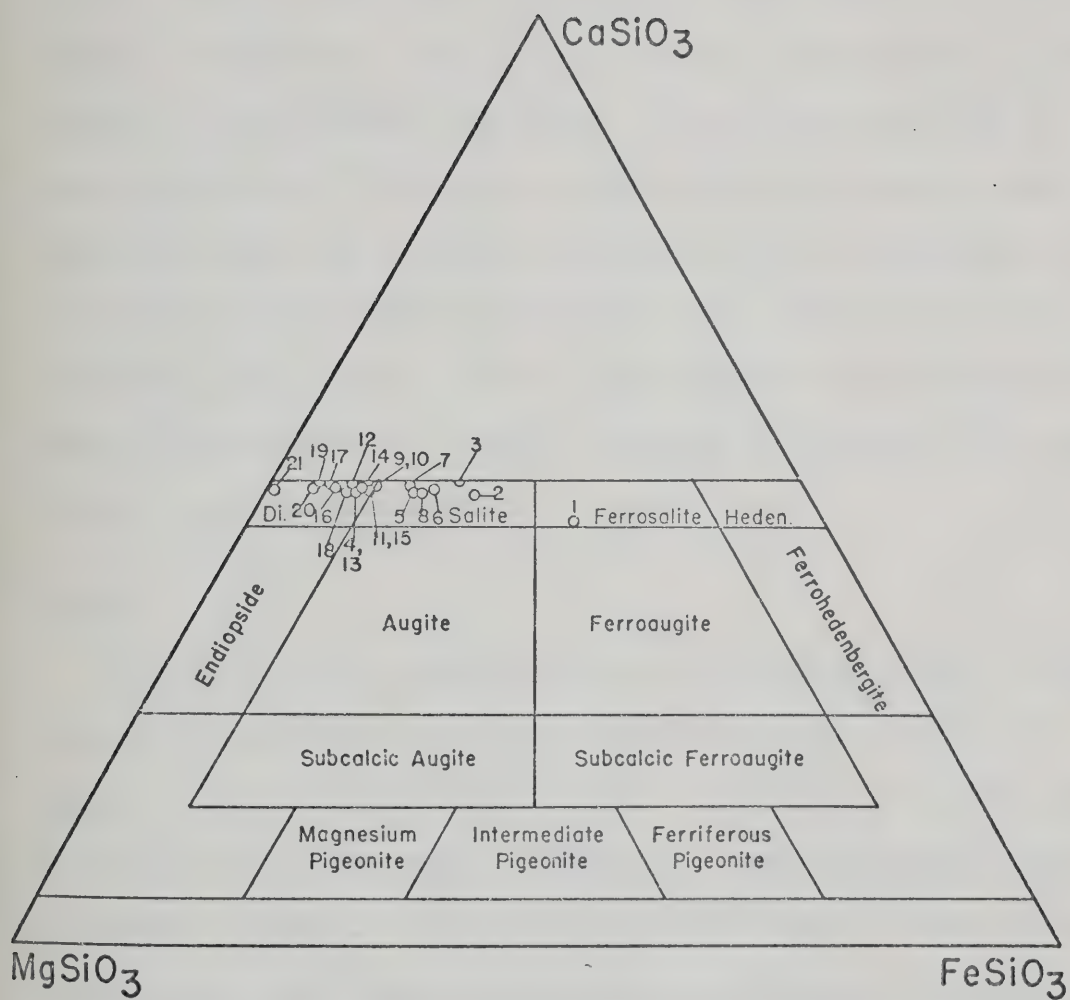 CaSiO3
12
3
19 17
14 9,10 7
21
2
1
Di. 20 16
5 8 6 Salite
Ferrosalite Heden.
18 4, 11,15
13
Endiopside
Augite
Ferroaugite
Ferrohedenbergite
Subcalcic Augite
Subcalcic Ferroaugite
Magnesium
Pigeonite
Intermediate
Pigeonite
Ferriferous
Pigeonite
MgSiO3
FeSiO3